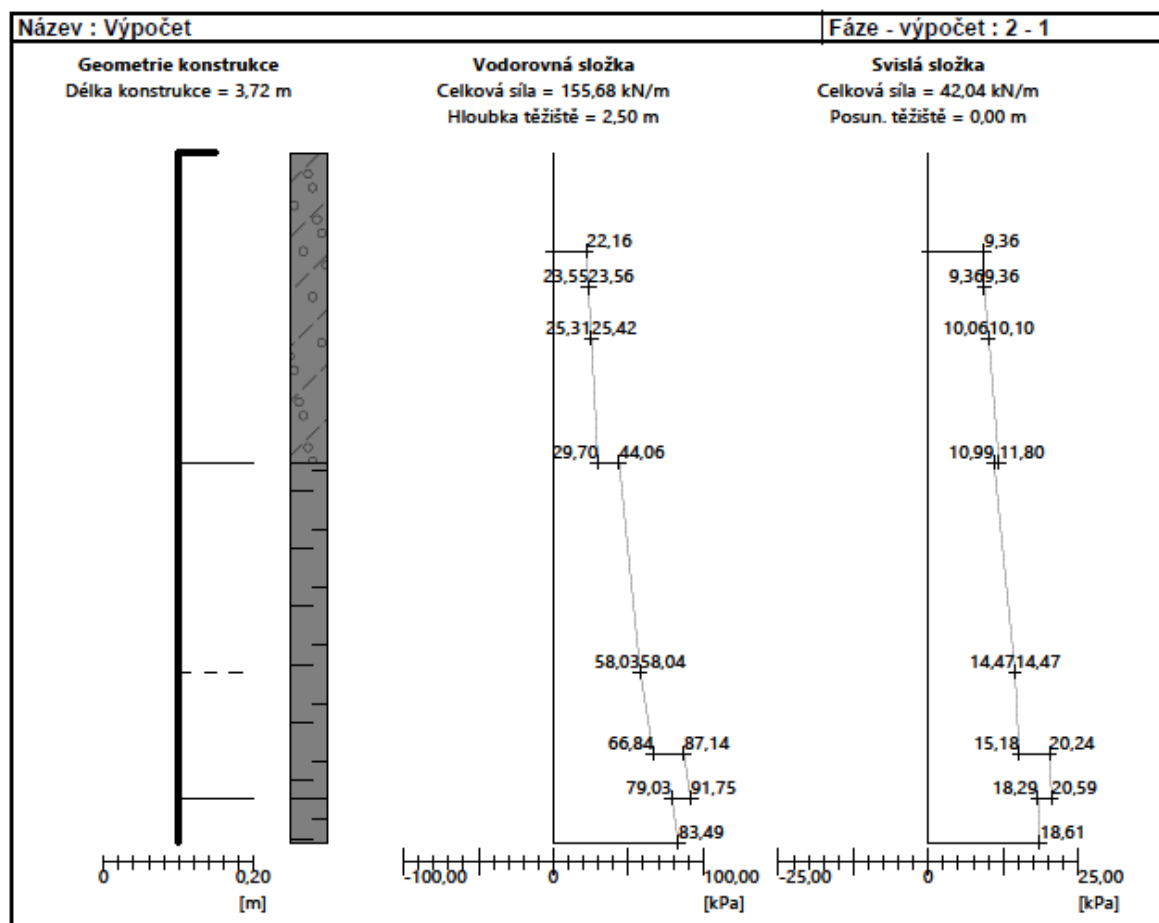 Název : Výpočet
Fáze - výpočet : 2 - 1
Geometrie konstrukce
Délka konstrukce = 3,72 m
Vodorovná složka
Celková síla = 155,68 kN/m
Hloubka těžiště = 2,50 m
Svislá složka
Celková síla = 42,04 kN/m
Posun. těžiště = 0,00 m
22,16
23,55 23,56
25,31 25,42
29,70 44,06
58,03 58,04
66,84 87,14
79,03 91,75
83,49
9,36
9,36 9,36
10,06 10,10
10,99 11,80
14,47 14,47
15,18 20,24
18,29 20,59
18,61
0 0,20
[m]
-100,00 0 100,00
[kPa]
-25,00 0 25,00
[kPa]